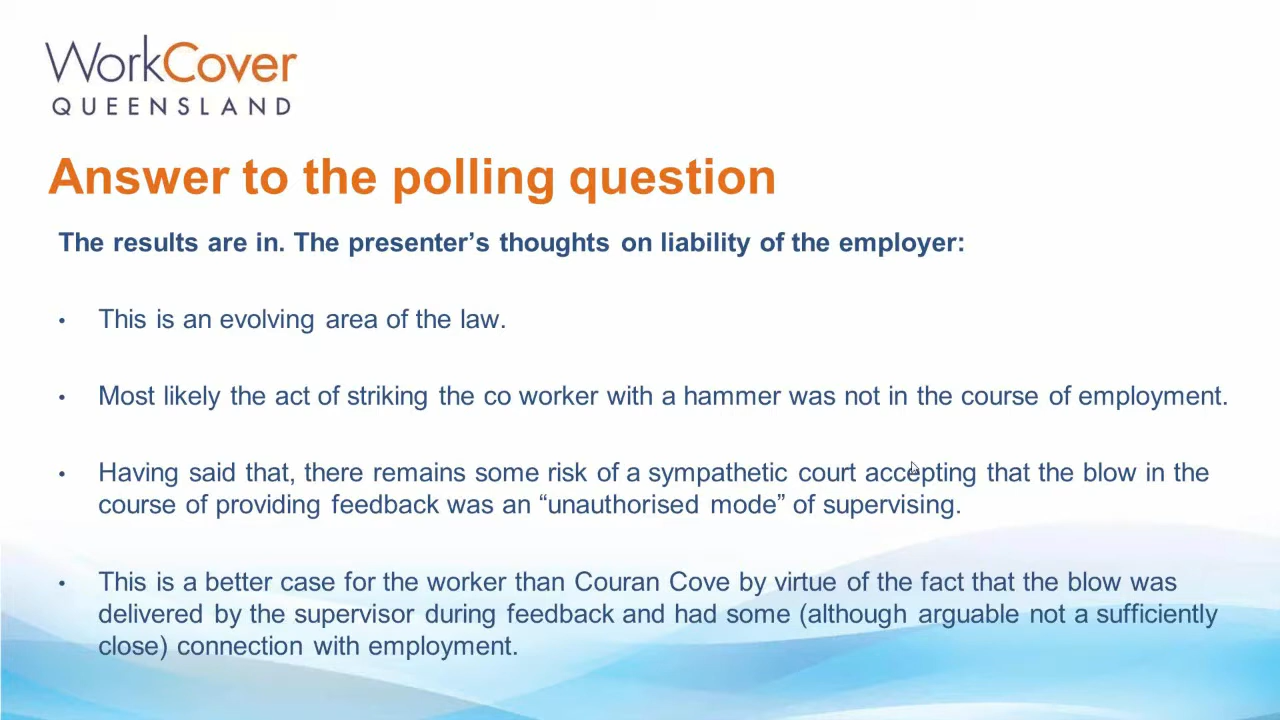 WorkCover
QUEENSLAND
Answer to the polling question
The results are in. The presenter’s thoughts on liability of the employer:
• This is an evolving area of the law.
• Most likely the act of striking the co worker with a hammer was not in the course of employment.
• Having said that, there remains some risk of a sympathetic court accepting that the blow in the
course of providing feedback was an “unauthorised mode” of supervising.
• This is a better case for the worker than Couran Cove by virtue of the fact that the blow was
delivered by the supervisor during feedback and had some (although arguable not a sufficiently
close) connection with employment.